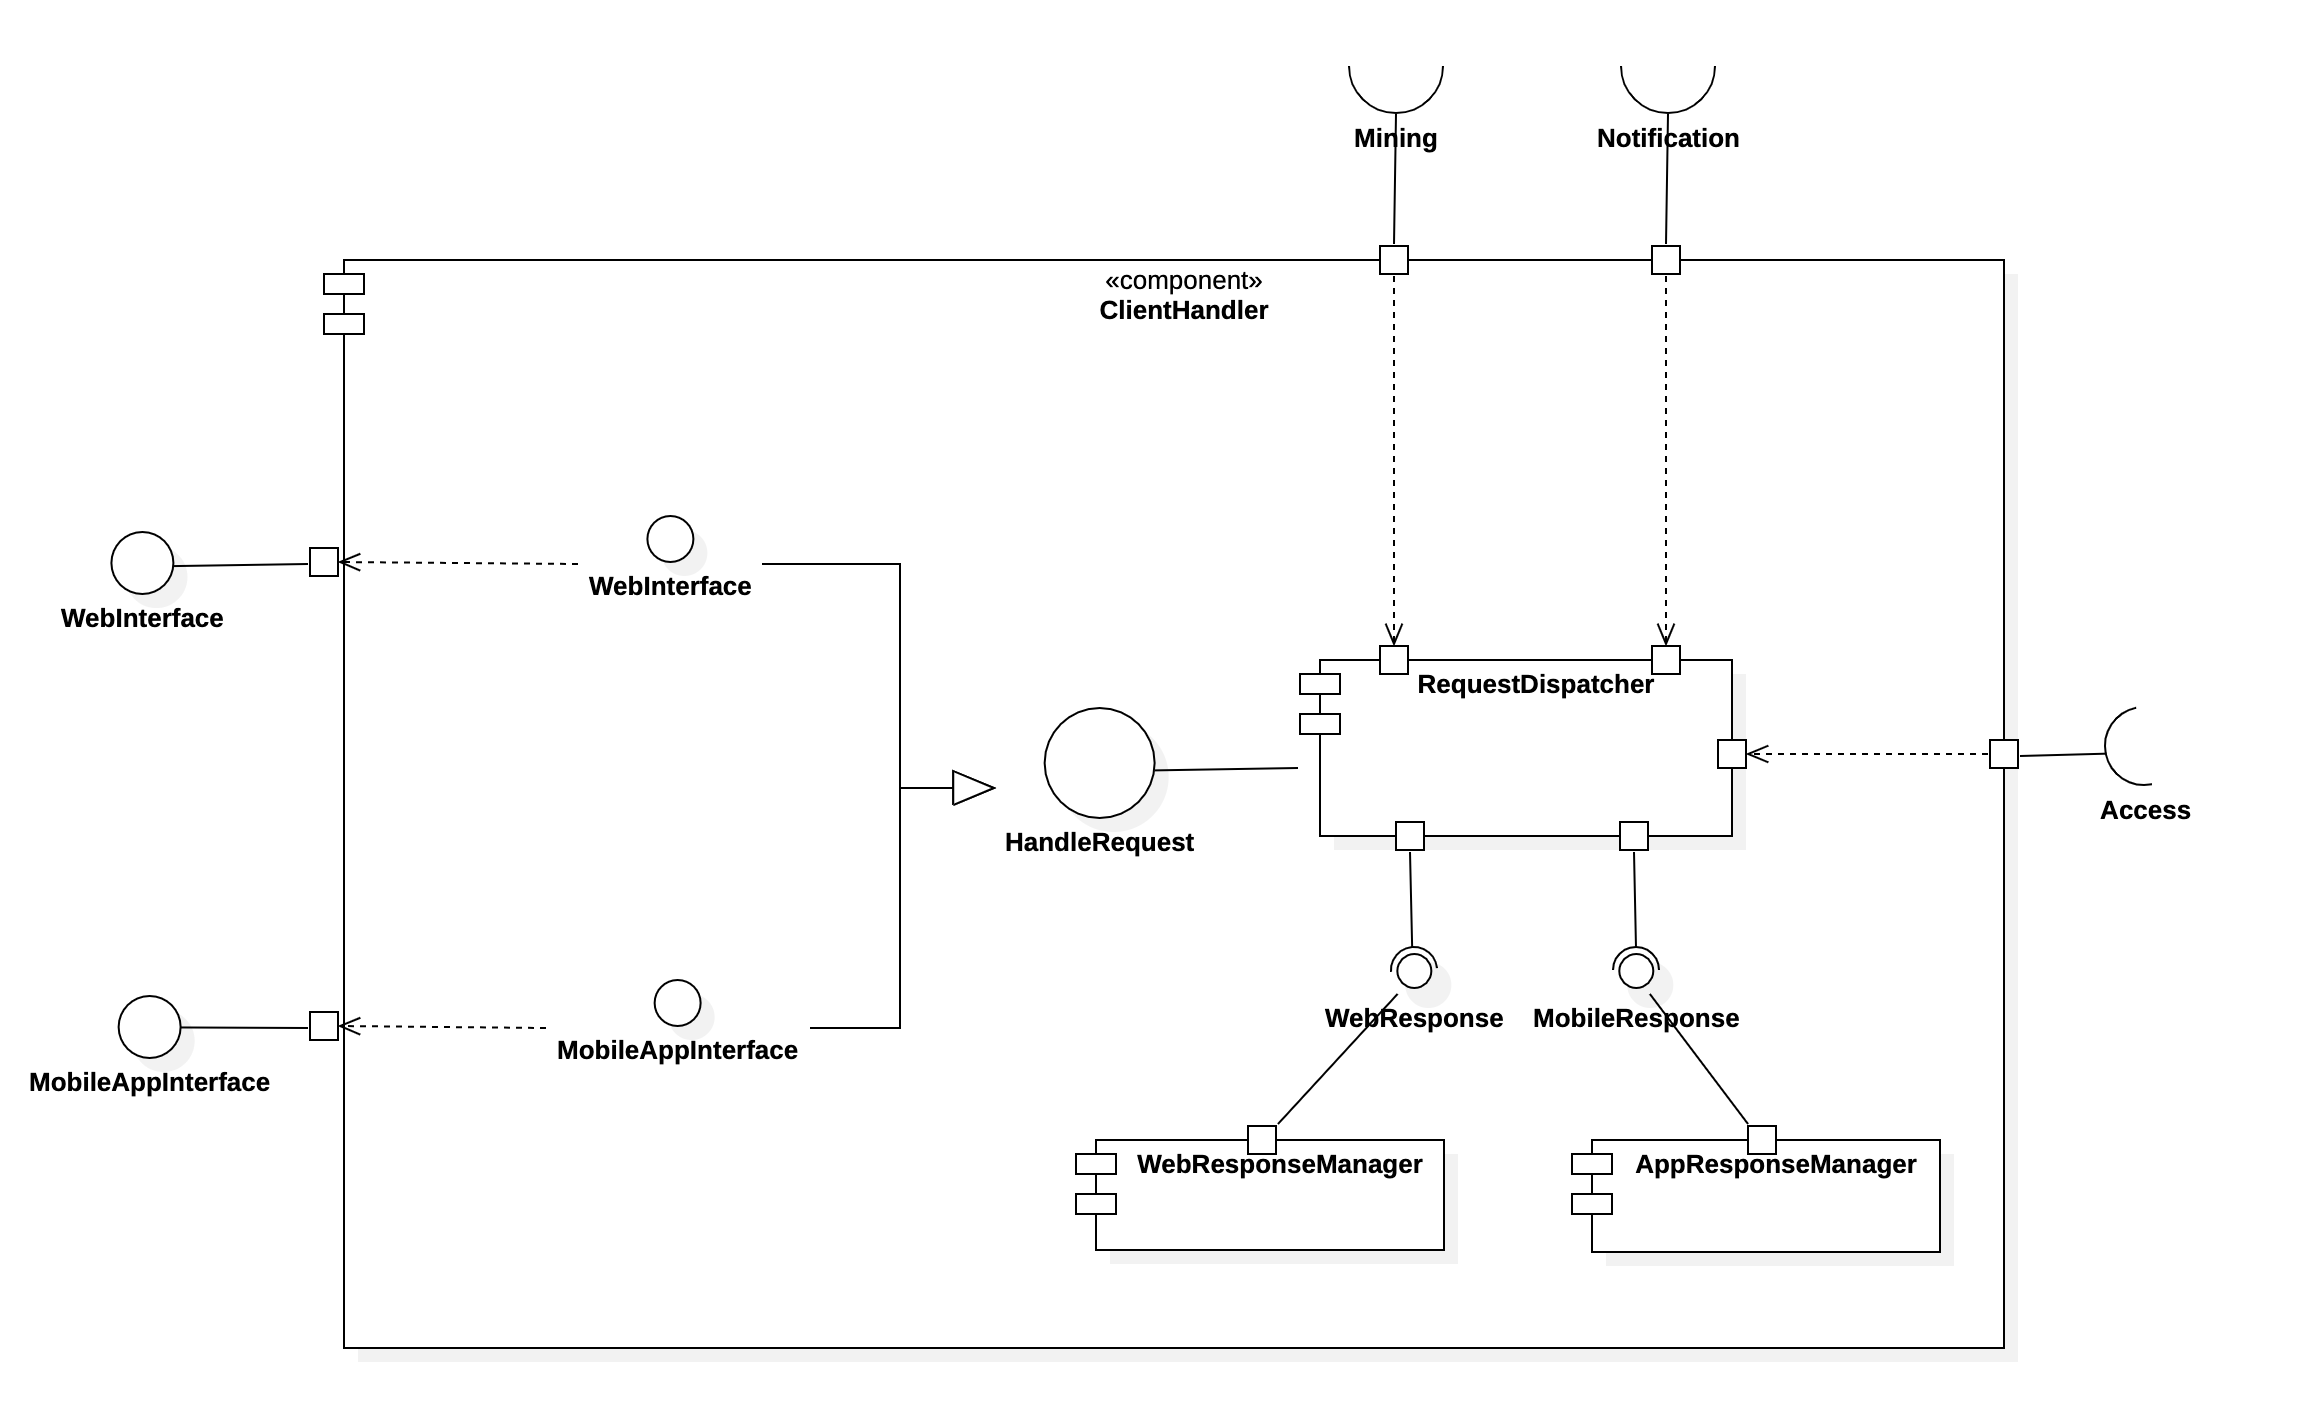 Mining
Notification
«component»
ClientHandler
WebInterface
WebInterface
RequestDispatcher
HandleRequest
Access
MobileAppInterface
MobileAppInterface
WebResponse
MobileResponse
WebResponseManager
AppResponseManager